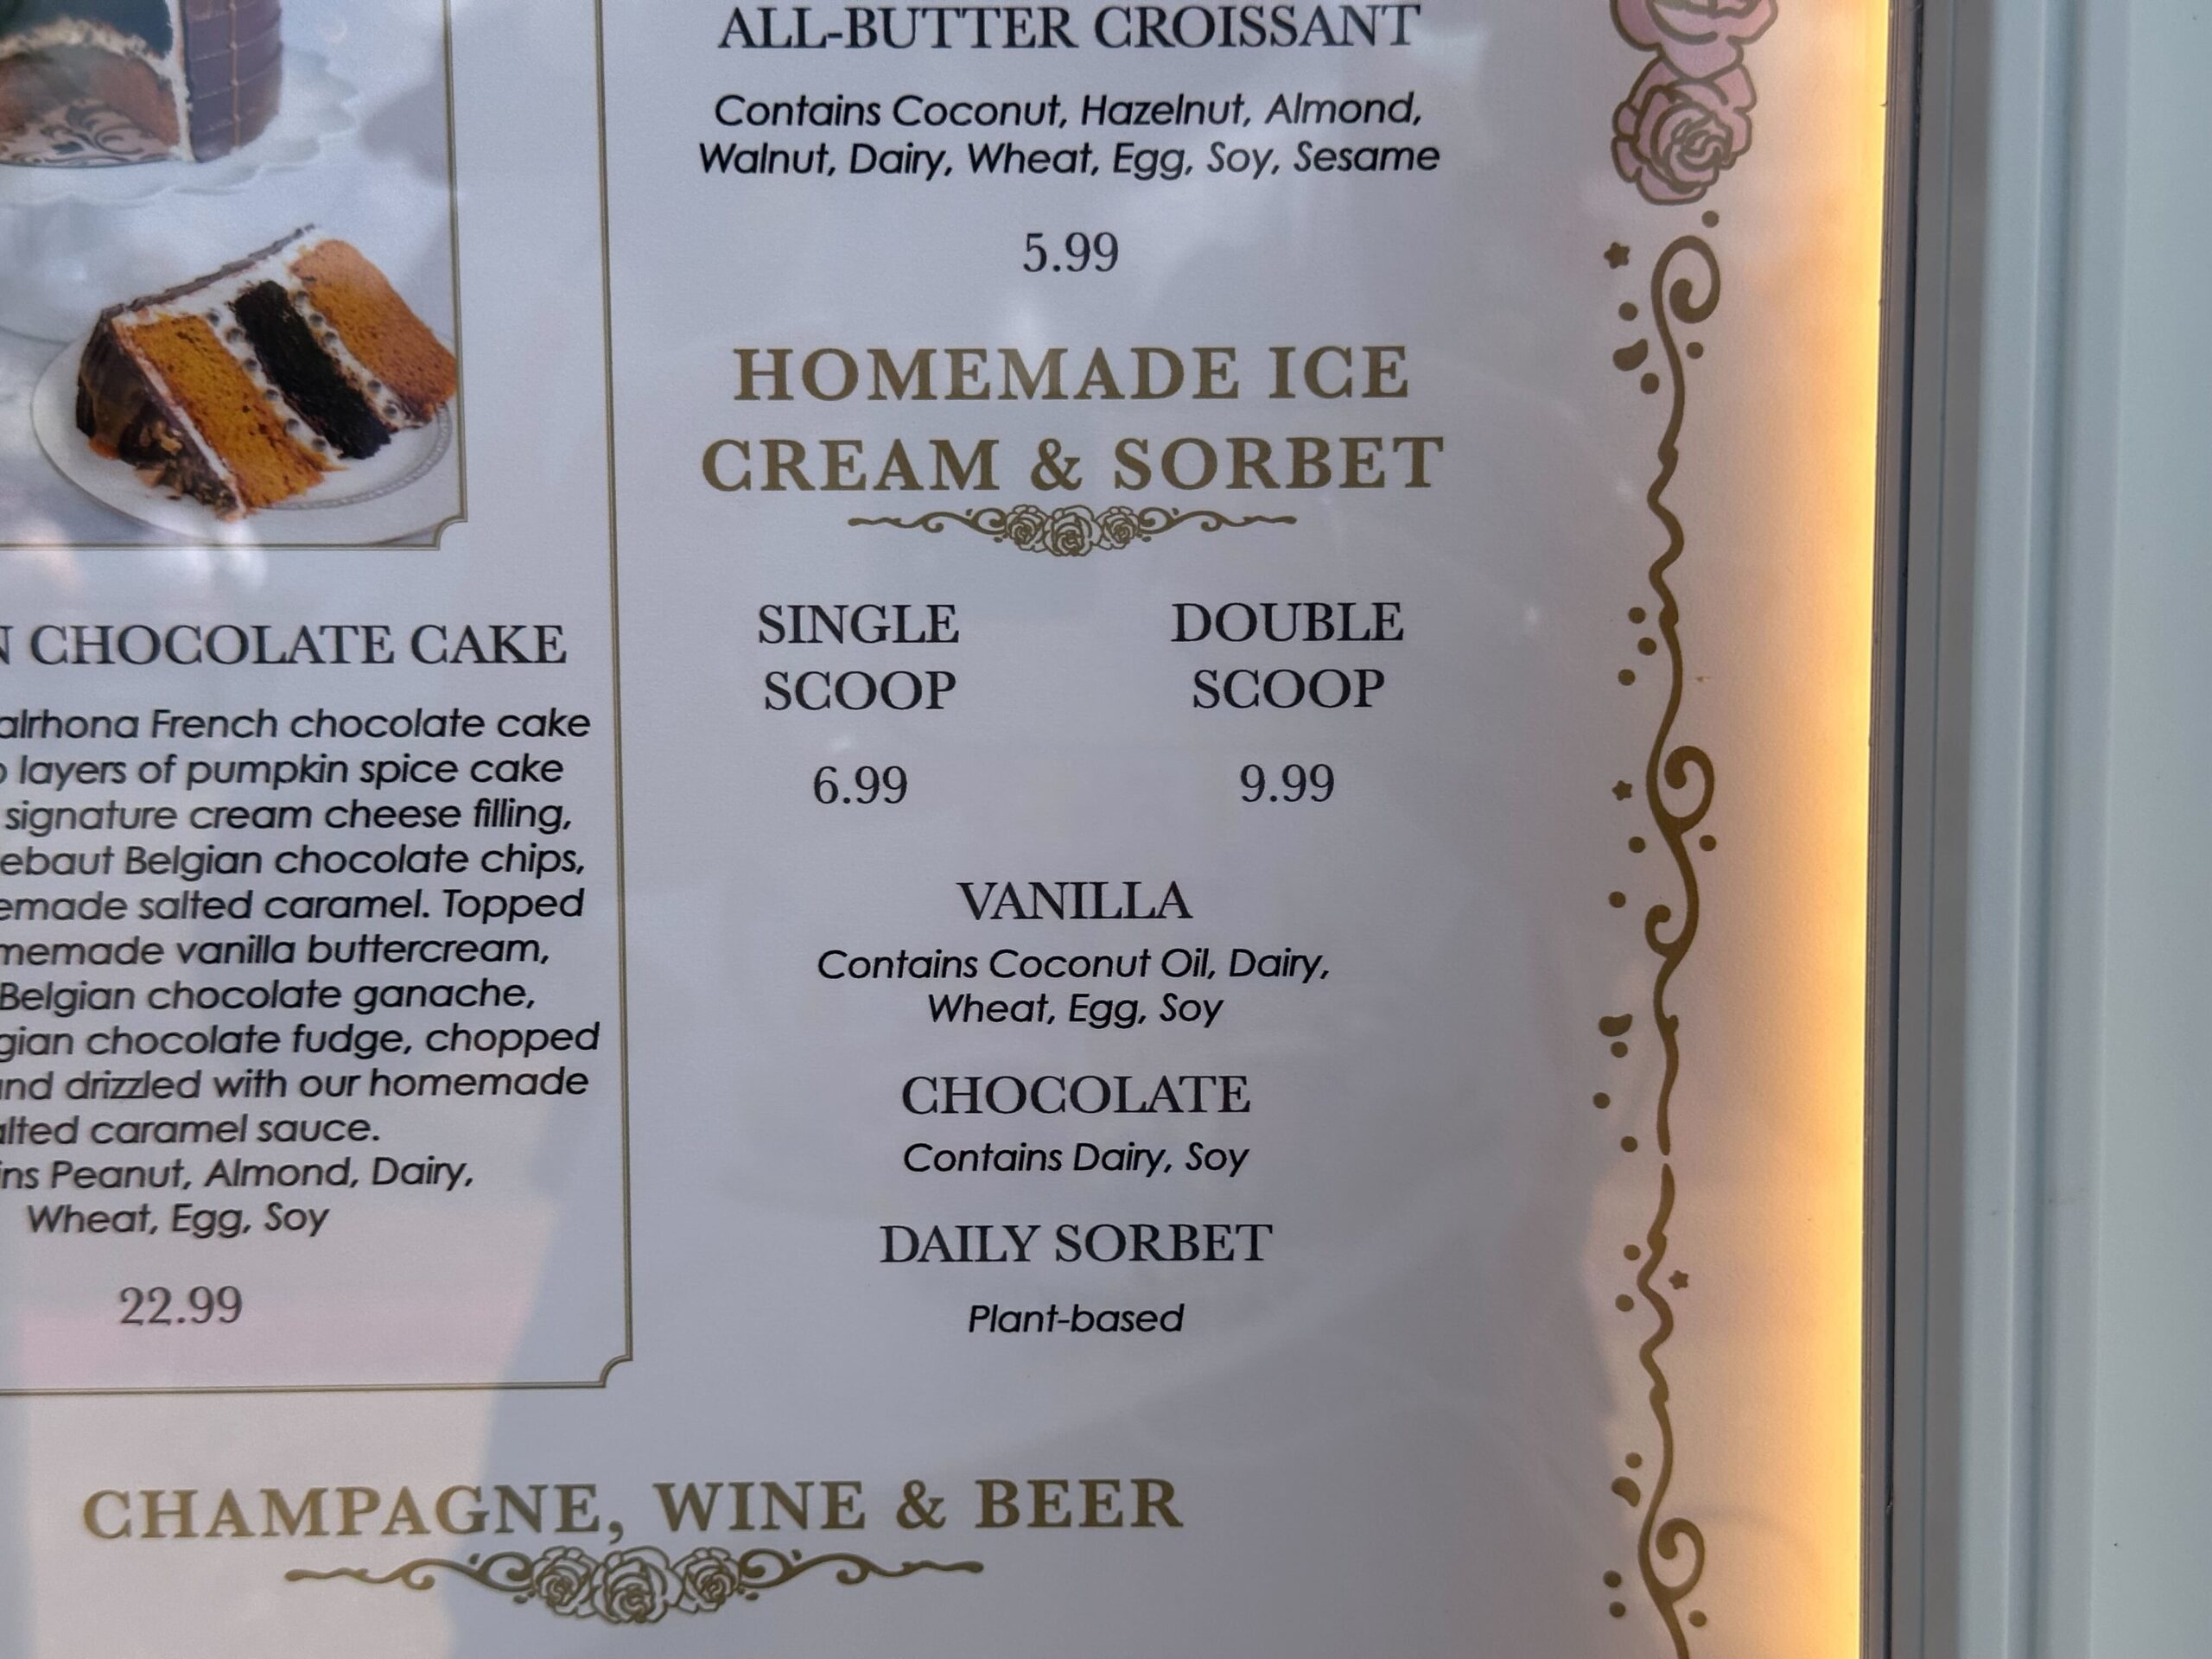 N CHOCOLATE CAKE
alrhona French chocolate cake
layers of pumpkin spice cake
signature cream cheese filling,
ebaut Belgian chocolate chips,
emade salted caramel. Topped
memade vanilla buttercream,
Belgian chocolate ganache,
gian chocolate fudge, chopped
and drizzled with our homemade
alted caramel sauce.
ins Peanut, Almond, Dairy,
Wheat, Egg, Soy
22.99
ALL-BUTTER CROISSANT
Contains Coconut, Hazelnut, Almond,
Walnut, Dairy, Wheat, Egg, Soy, Sesame
5.99
HOMEMADE ICE
CREAM & SORBET
SINGLE
SCOOP
6.99
DOUBLE
SCOOP
9.99
VANILLA
Contains Coconut Oil, Dairy,
Wheat, Egg, Soy
CHOCOLATE
Contains Dairy, Soy
DAILY SORBET
Plant-based
CHAMPAGNE, WINE & BEER